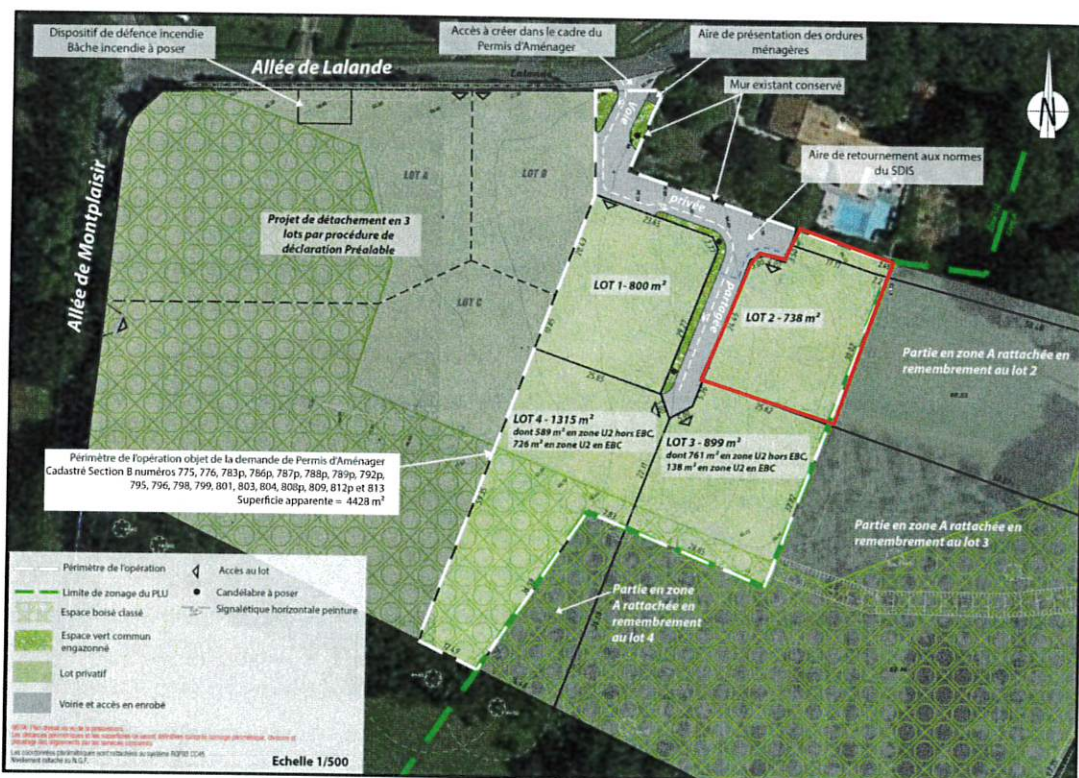 Dispositif de défence incendie
Bâche incendie à poser
Allée de Lalande
Accès à créer dans le cadre du
Permis d'Aménager
Aire de présentation des ordures
ménagères
Mur existant conservé
N
Aire de retournement aux normes
du SDIS
Allée de Montplaisir
Voie
privée
partagée
LOT A
LOT B
LOT C
Projet de détachement en 3
lots par procédure de
déclaration Préalable
LOT 1- 800 m²
LOT 2 - 738 m²
23.65
25.85
25.62
Partie en zone A rattachée en
remembrement au lot 2
LOT 4 - 1315 m²
dont 589 m² en zone U2 hors EBC,
726 m² en zone U2 en EBC
LOT 3 - 899 m²
dont 761 m² en zone U2 hors EBC,
138 m² en zone U2 en EBC
Périmètre de l'opération objet de la demande de Permis d'Aménager
Cadastré Section B numéros 775, 776, 783p, 786p, 787p, 788p, 789p, 792p,
795, 796, 798, 799, 801, 803, 804, 808p, 809, 812p et 813
Superficie apparente = 4428 m²
Partie en zone A rattachée en
remembrement au lot 3
Partie en zone
A rattachée en
remembrement
au lot 4
Périmètre de l'opération
Accès au lot
Limite de zonage du PLU
Candélabre à poser
Espace boisé classé
Signalétique horizontale peinture
Espace vert commun
engazonné
Lot privatif
Voirie et accès en enrobé
Echelle 1/500